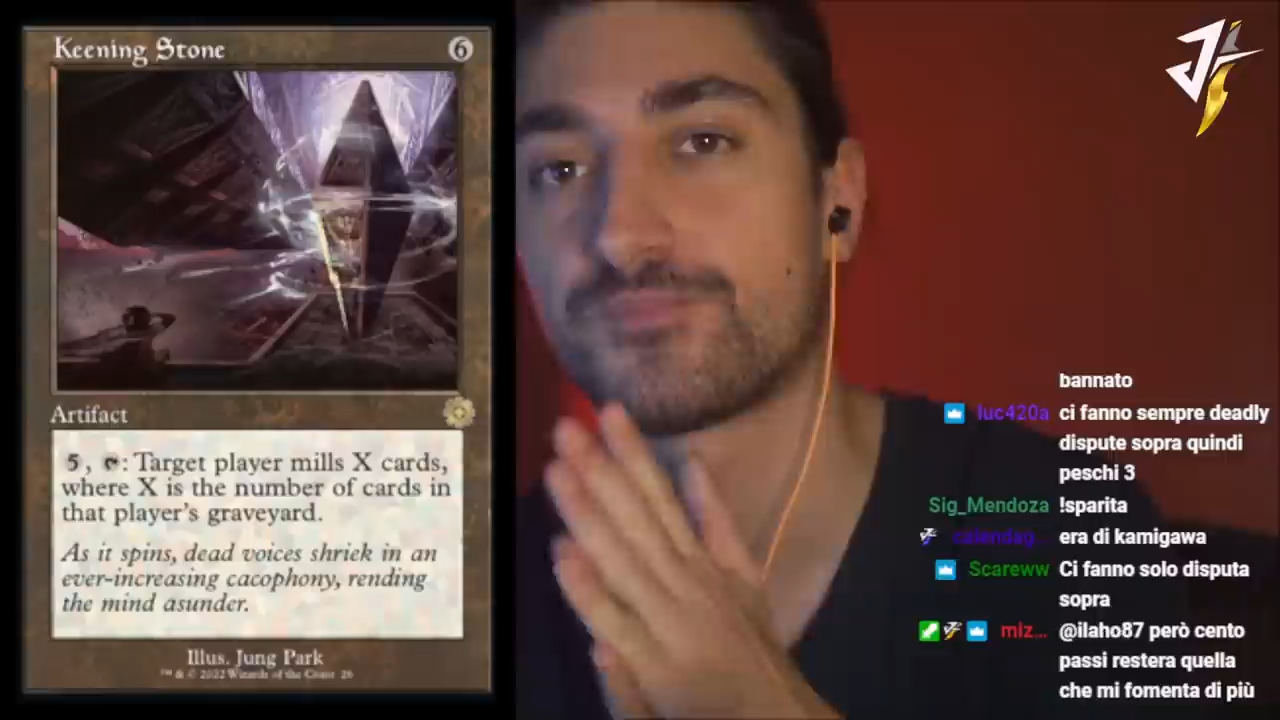 Keening Stone 6
Artifact
5, T: Target player mills X cards,
where X is the number of cards in
that player's graveyard.
As it spins, dead voices shriek in an
ever-increasing cacophony, rending
the mind asunder.
Illus. Jung Park
™ & © 2022 Wizards of the Coast 26
bannato
luc420a ci fanno sempre deadly
dispute sopra quindi
peschi 3
Sig_Mendoza !sparita
era di kamigawa
Scareww Ci fanno solo disputa
sopra
miz... @ilaho87 però cento
passi restera quella
che mi fomenta di più